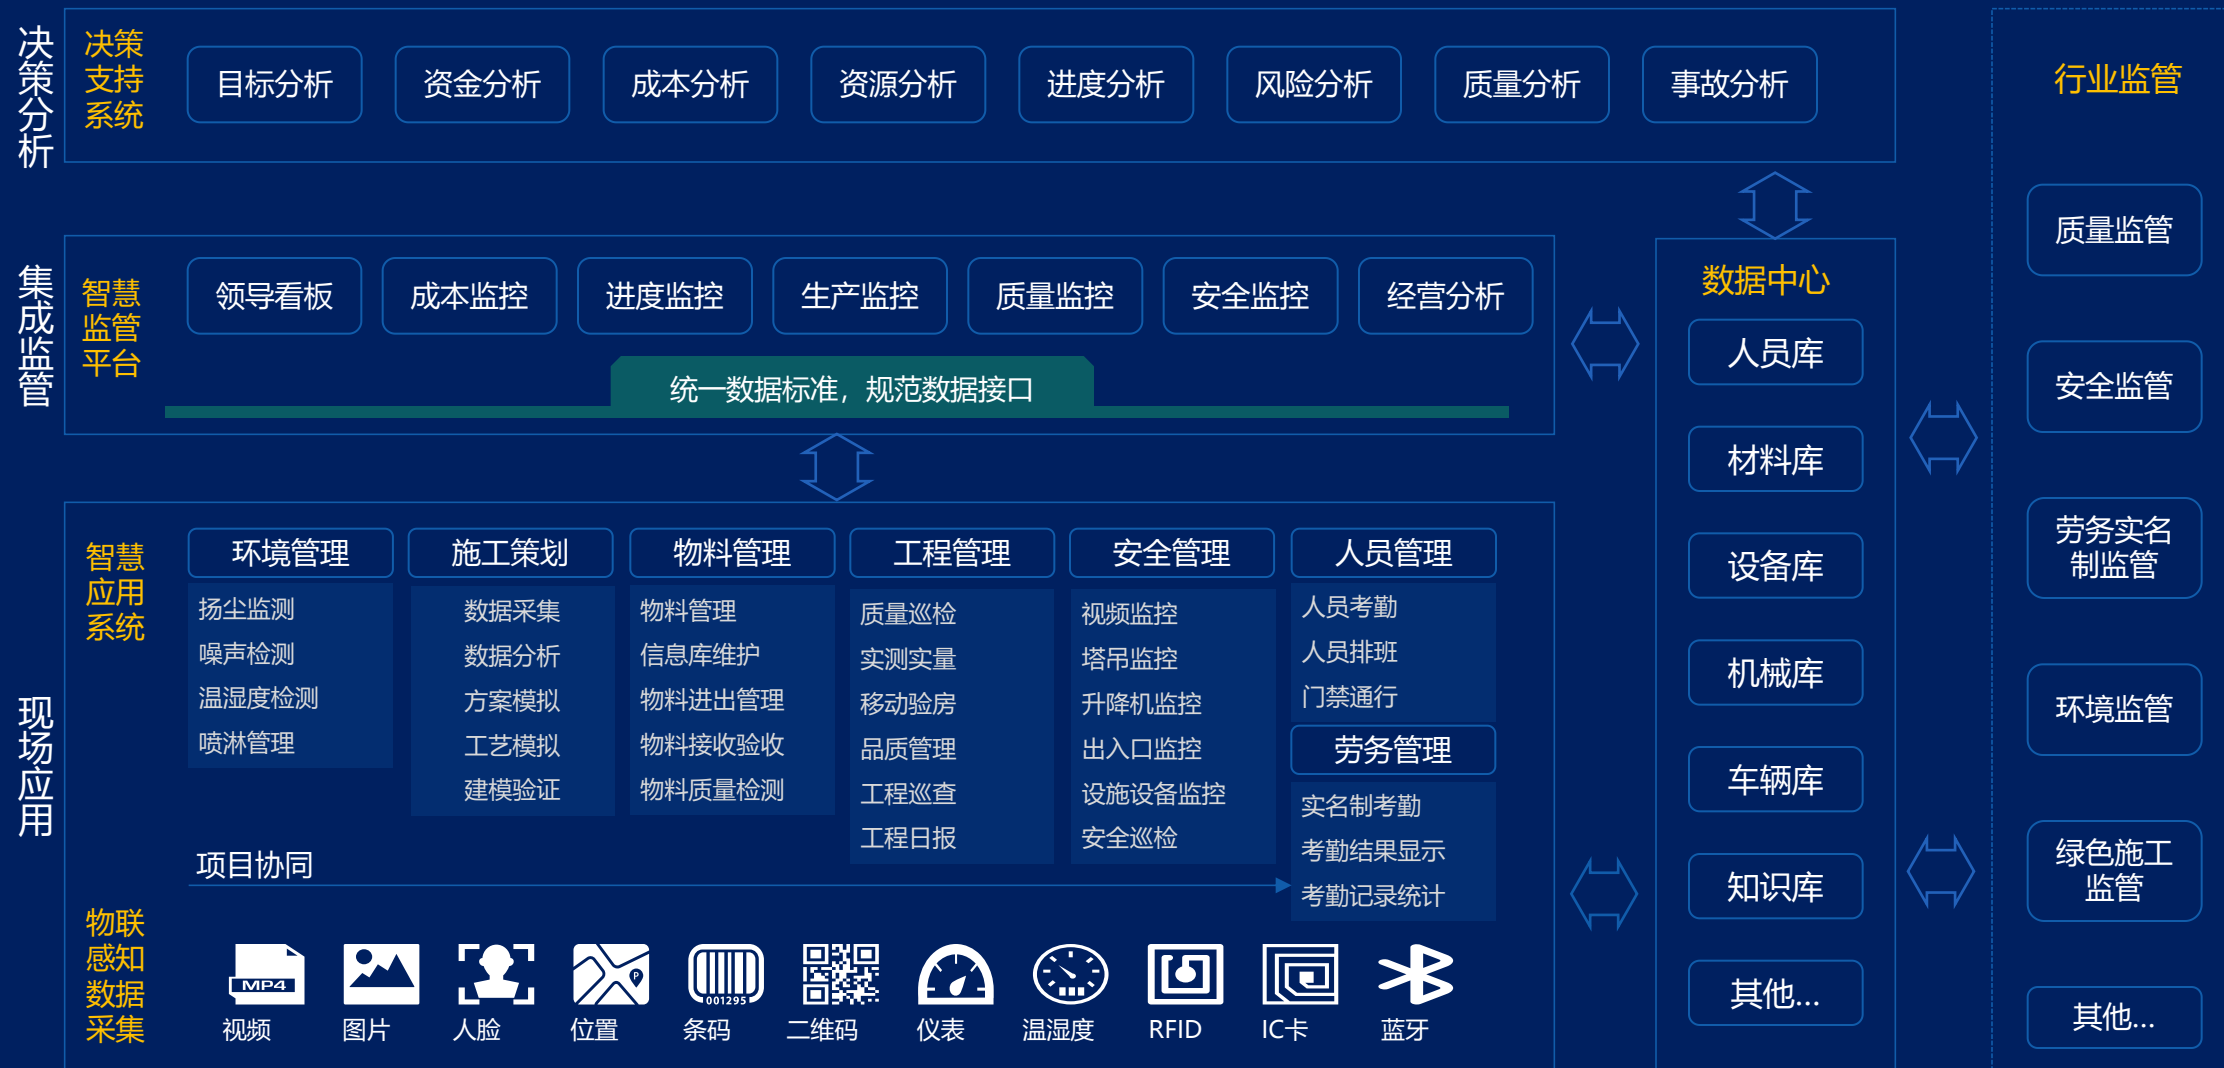 决策分析
决策
支持
系统
目标分析
资金分析
成本分析
资源分析
进度分析
风险分析
质量分析
事故分析
集成监管
智慧
监管
平台
领导看板
成本监控
进度监控
生产监控
质量监控
安全监控
经营分析
统一数据标准，规范数据接口
现场应用
智慧
应用
系统
环境管理
扬尘监测
噪声检测
温湿度检测
喷淋管理
施工策划
数据采集
数据分析
方案模拟
工艺模拟
建模验证
物料管理
物料管理
信息库维护
物料进出管理
物料接收验收
物料质量检测
工程管理
质量巡检
实测实量
移动验房
品质管理
工程巡查
工程日报
安全管理
视频监控
塔吊监控
升降机监控
出入口监控
设施设备监控
安全巡检
人员管理
人员考勤
人员排班
门禁通行
劳务管理
实名制考勤
考勤结果显示
考勤记录统计
项目协同
物联
感知
数据
采集
MP4
P
001295
视频
图片
人脸
位置
条码
二维码
仪表
温湿度
RFID
IC卡
蓝牙
数据中心
人员库
材料库
设备库
机械库
车辆库
知识库
其他...
行业监管
质量监管
安全监管
劳务实名
制监管
环境监管
绿色施工
监管
其他...